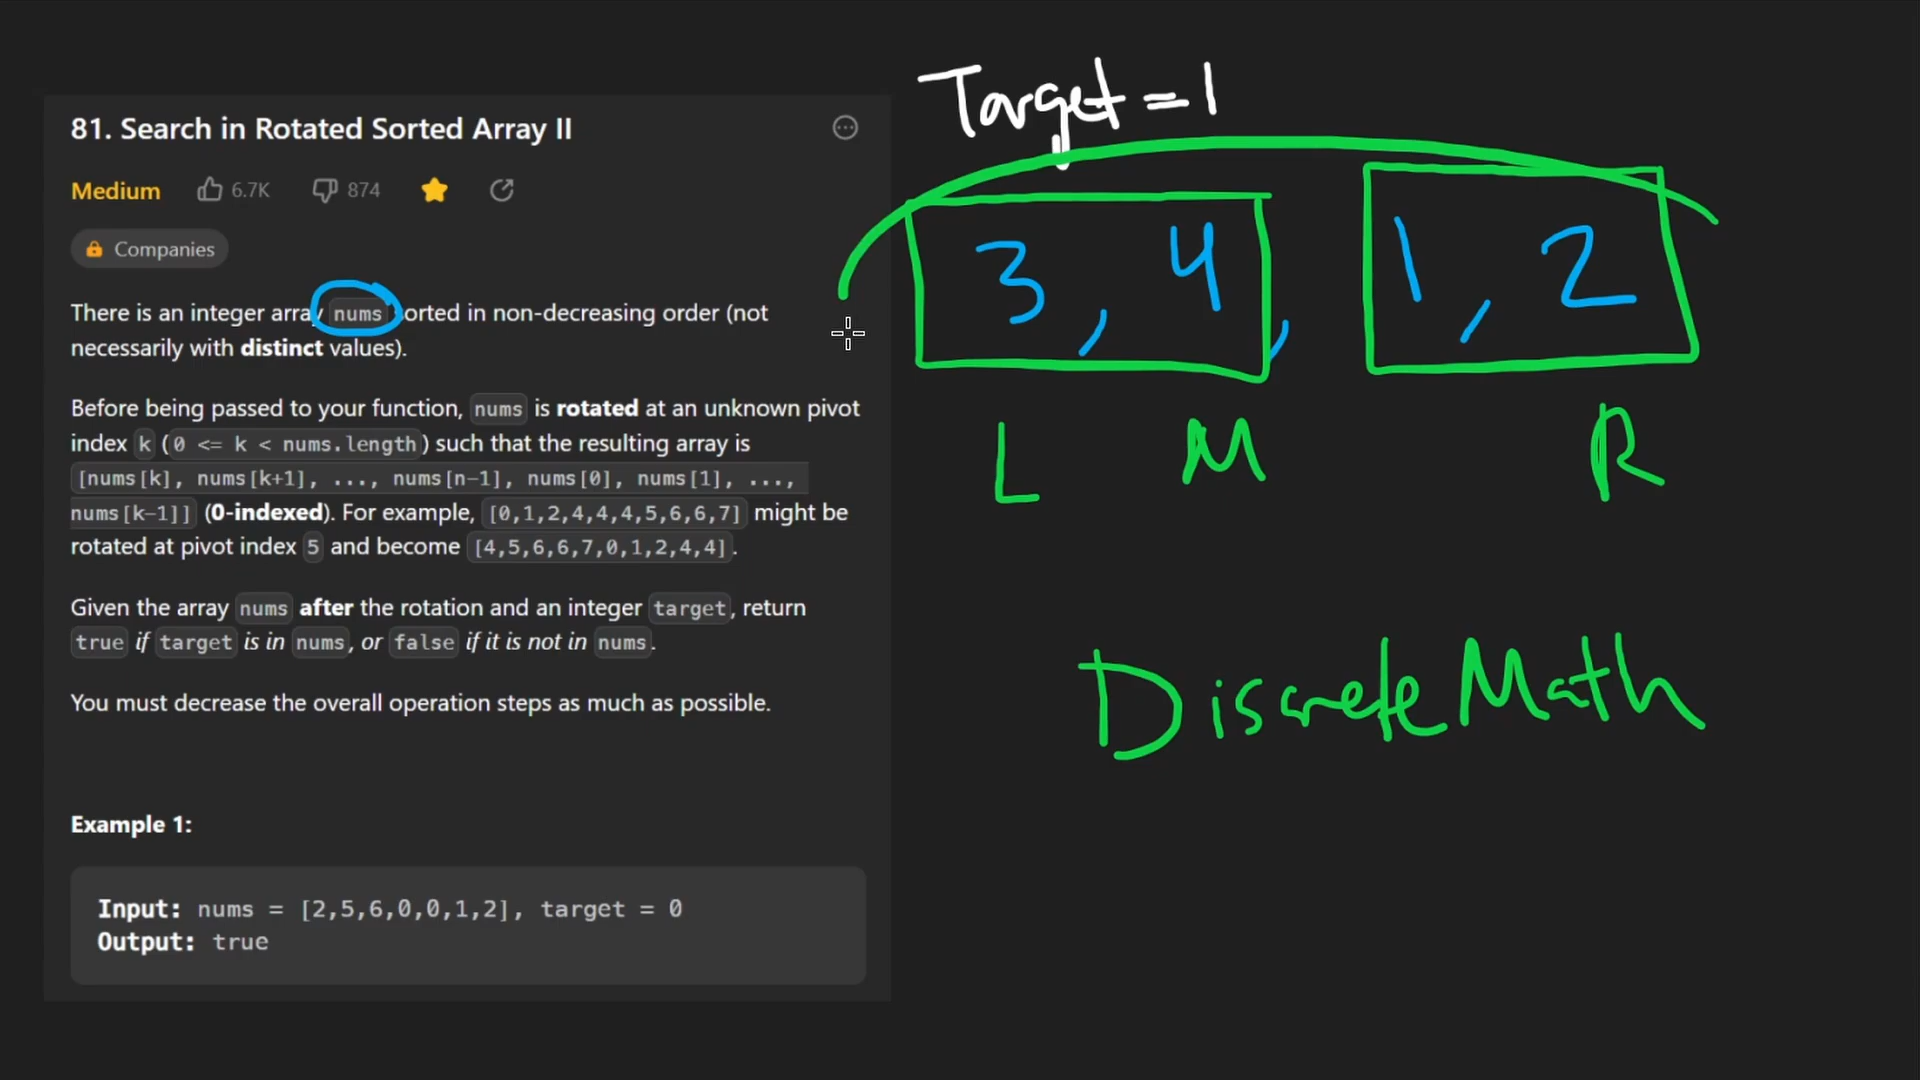 81. Search in Rotated Sorted Array II
Medium 6.7K 874
Companies
There is an integer array nums sorted in non-decreasing order (not
necessarily with distinct values).
Before being passed to your function, nums is rotated at an unknown pivot
index k (0 <= k < nums.length) such that the resulting array is
[nums[k], nums[k+1], ..., nums[n-1], nums[0], nums[1], ...,
nums[k-1]] (0-indexed). For example, [0,1,2,4,4,4,5,6,6,7] might be
rotated at pivot index 5 and become [4,5,6,6,7,0,1,2,4,4].
Given the array nums after the rotation and an integer target, return
true if target is in nums, or false if it is not in nums.
You must decrease the overall operation steps as much as possible.
Example 1:
Input: nums = [2,5,6,0,0,1,2], target = 0
Output: true
Target = 1
3, 4, 1, 2
L M R
Discrete Math